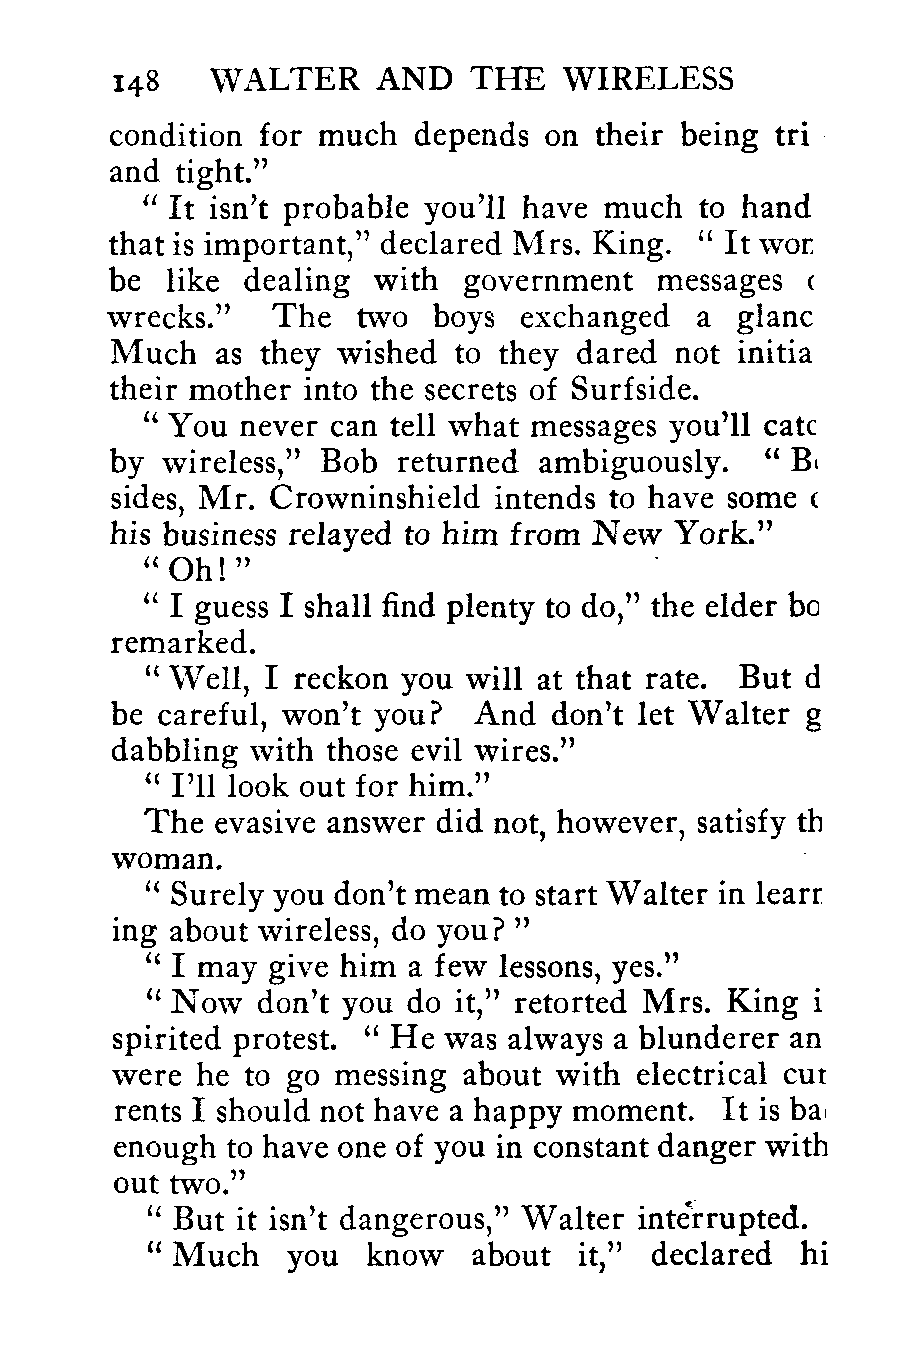 148 WALTER AND THE WIRELESS
condition for much depends on their being tri
and tight."
" It isn't probable you'll have much to hand
that is important," declared Mrs. King. " It won
be like dealing with government messages
wrecks." The two boys exchanged a glanc
Much as they wished to they dared not initia
their mother into the secrets of Surfside.
" You never can tell what messages you'll catc
by wireless," Bob returned ambiguously. " Be
sides, Mr. Crowninshield intends to have some
his business relayed to him from New York."
" Oh! "
" I guess I shall find plenty to do," the elder bo
remarked.
" Well, I reckon you will at that rate. But d
be careful, won't you? And don't let Walter g
dabbling with those evil wires."
" I'll look out for him."
The evasive answer did not, however, satisfy th
woman.
" Surely you don't mean to start Walter in learn
ing about wireless, do you? "
" I may give him a few lessons, yes."
" Now don't you do it," retorted Mrs. King i
spirited protest. " He was always a blunderer an
were he to go messing about with electrical cur
rents I should not have a happy moment. It is ba
enough to have one of you in constant danger with
out two."
" But it isn't dangerous," Walter interrupted.
" Much you know about it," declared hi